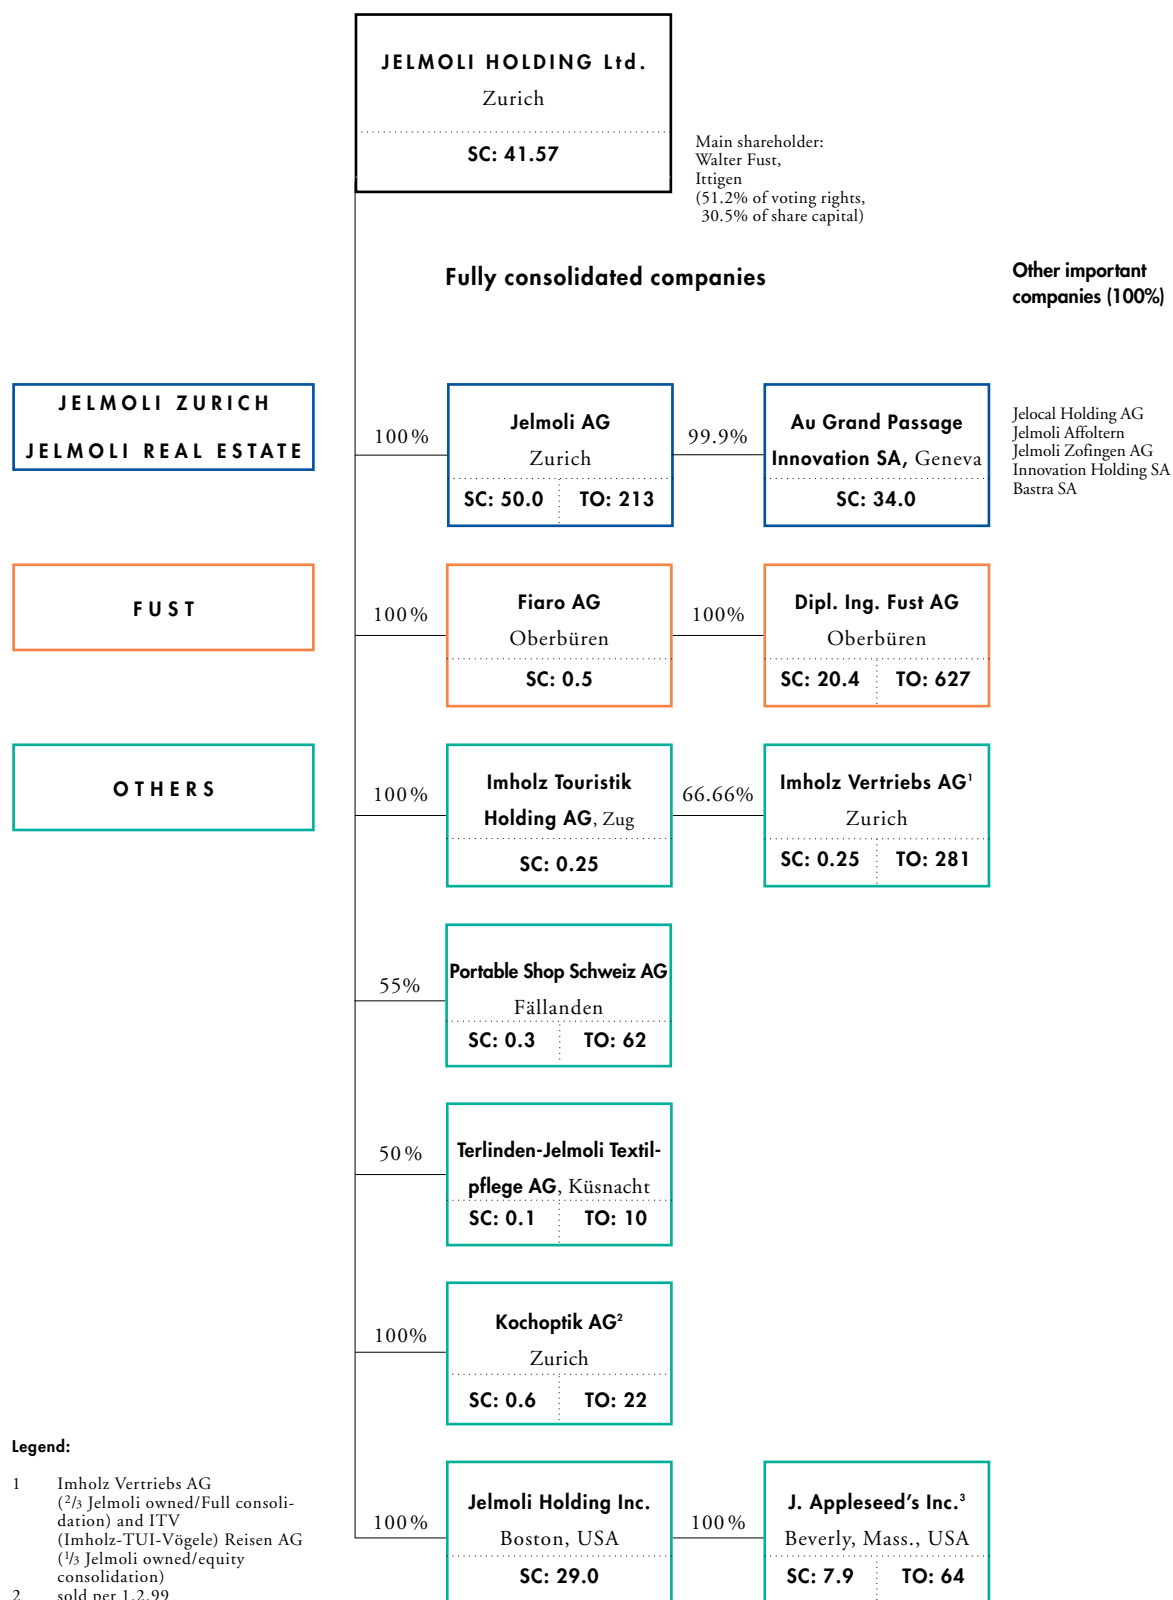 JELMOLI HOLDING Ltd.
Zurich
SC: 41.57
Main shareholder:
Walter Fust,
Ittigen
(51.2% of voting rights,
30.5% of share capital)
Fully consolidated companies
Other important
companies (100%)
JELMOLI ZURICH
JELMOLI REAL ESTATE
100%
Jelmoli AG
Zurich
SC: 50.0 TO: 213
99.9%
Au Grand Passage
Innovation SA, Geneva
SC: 34.0
Jelocal Holding AG
Jelmoli Affoltern
Jelmoli Zofingen AG
Innovation Holding SA
Bastra SA
FUST
100%
Fiaro AG
Oberbüren
SC: 0.5
100%
Dipl. Ing. Fust AG
Oberbüren
SC: 20.4 TO: 627
OTHERS
100%
Imholz Touristik
Holding AG, Zug
SC: 0.25
66.66%
Imholz Vertriebs AG¹
Zurich
SC: 0.25 TO: 281
55%
Portable Shop Schweiz AG
Fällanden
SC: 0.3 TO: 62
50%
Terlinden-Jelmoli Textil-
pflege AG, Küsnacht
SC: 0.1 TO: 10
100%
Kochoptik AG²
Zurich
SC: 0.6 TO: 22
100%
Jelmoli Holding Inc.
Boston, USA
SC: 29.0
100%
J. Appleseed's Inc.³
Beverly, Mass., USA
SC: 7.9 TO: 64
Legend:
1 Imholz Vertriebs AG
(2/3 Jelmoli owned/Full consoli-
dation) and ITV
(Imholz-TUI-Vögele) Reisen AG
(1/3 Jelmoli owned/equity
consolidation)
2 sold per 1.2.99